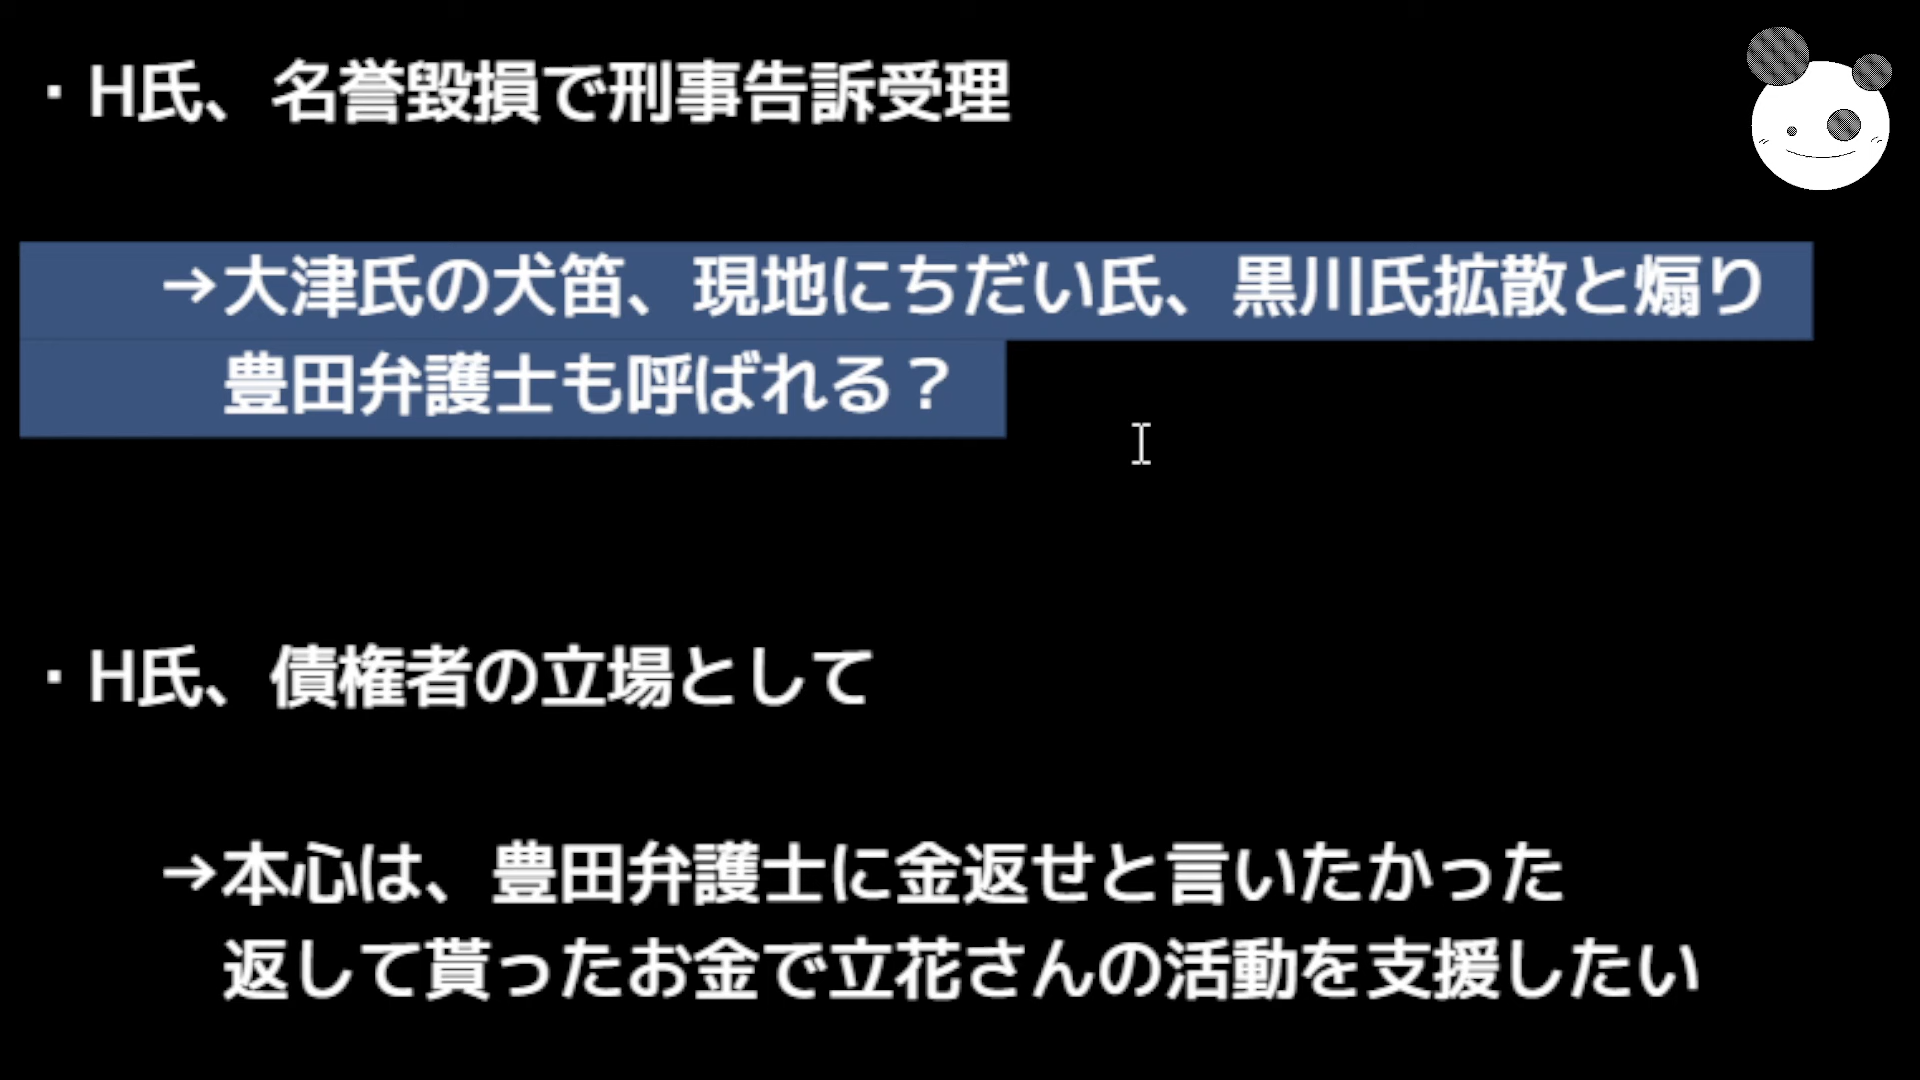 ・H氏、名誉毀損で刑事告訴受理
→大津氏の犬笛、現地にちだい氏、黒川氏拡散と煽り
豊田弁護士も呼ばれる？
・H氏、債権者の立場として
→本心は、豊田弁護士に金返せと言いたかった
返して貰ったお金で立花さんの活動を支援したい